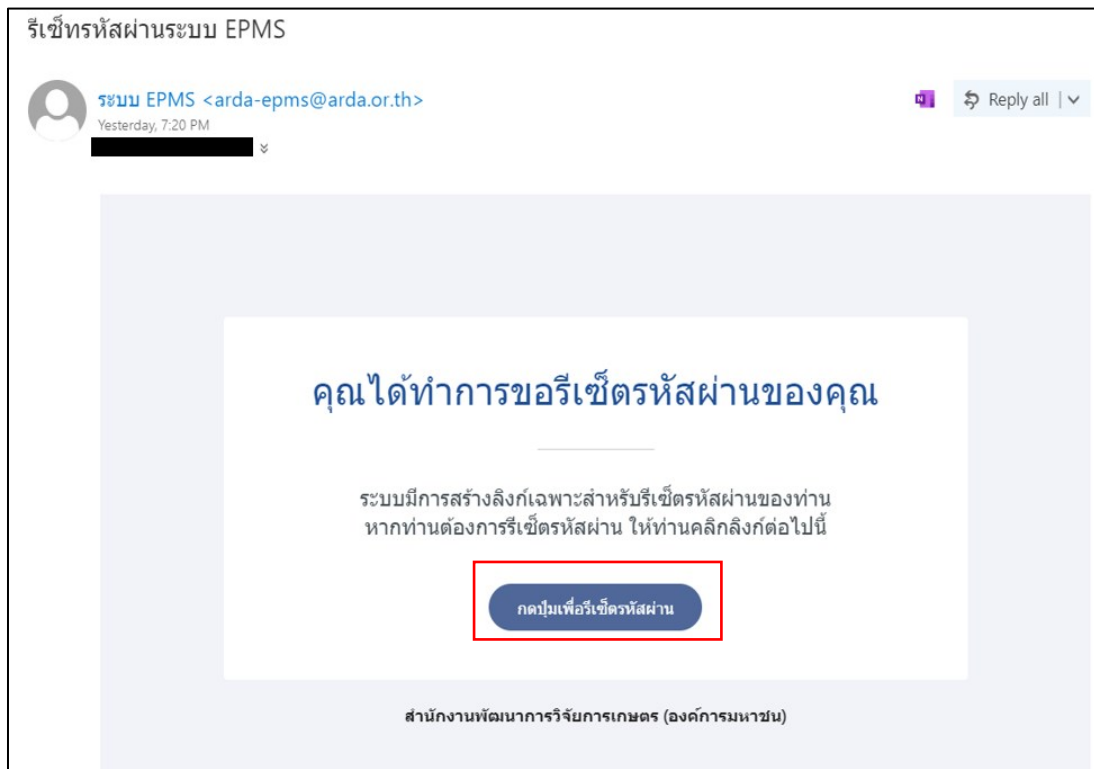 รีเซ็ทรหัสผ่านระบบ EPMS
ระบบ EPMS <arda-epms@arda.or.th>
Reply all
Yesterday, 7:20 PM
คุณได้ทำการขอรีเซ็ตรหัสผ่านของคุณ
ระบบมีการสร้างลิงก์เฉพาะสำหรับรีเซ็ตรหัสผ่านของท่าน
หากท่านต้องการรีเซ็ตรหัสผ่าน ให้ท่านคลิกลิงก์ต่อไปนี้
กดปุ่มเพื่อรีเซ็ตรหัสผ่าน
สำนักงานพัฒนาการวิจัยการเกษตร (องค์การมหาชน)